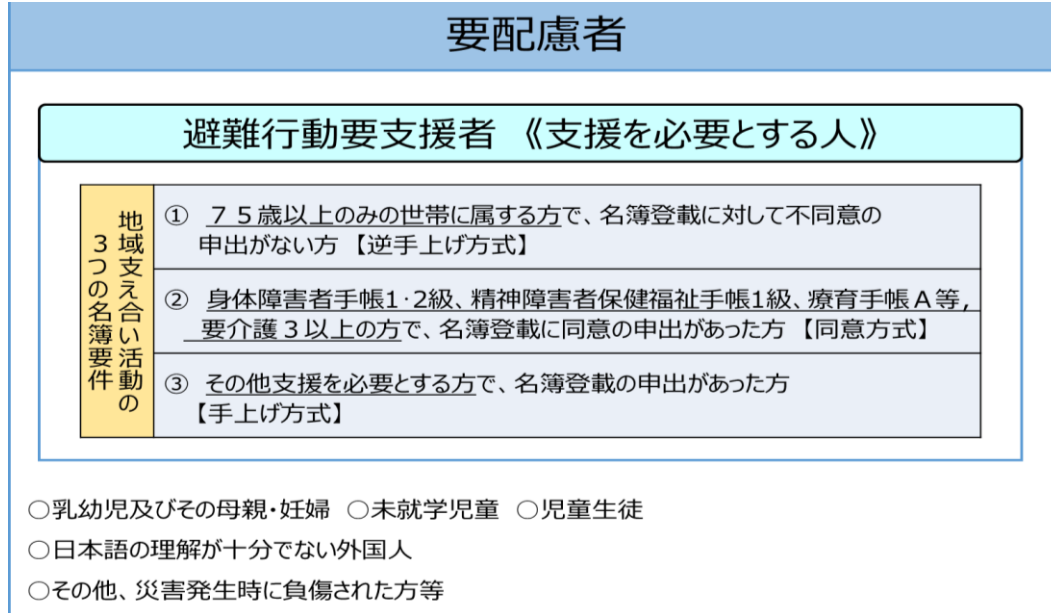 要配慮者
避難行動要支援者 《支援を必要とする人》
地域支え合い活動の
3つの名簿要件
① 75歳以上のみの世帯に属する方で、名簿登載に対して不同意の
申出がない方 【逆手上げ方式】
② 身体障害者手帳1・2級、精神障害者保健福祉手帳1級、療育手帳A等,
要介護3以上の方で、名簿登載に同意の申出があった方 【同意方式】
③ その他支援を必要とする方で、名簿登載の申出があった方
【手上げ方式】
○乳幼児及びその母親・妊婦 ○未就学児童 ○児童生徒
○日本語の理解が十分でない外国人
○その他、災害発生時に負傷された方等